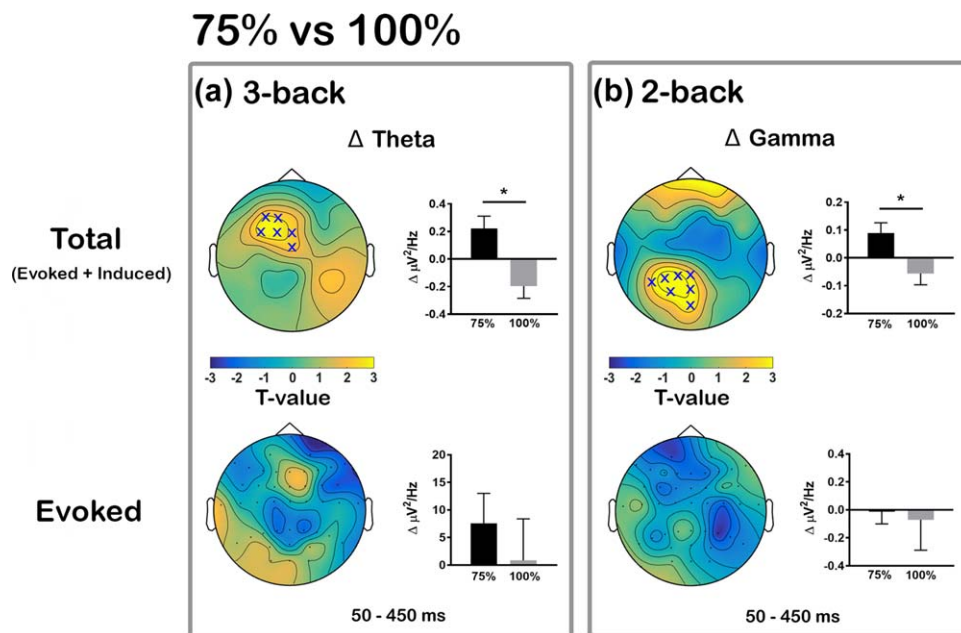 75% vs 100%
(a) 3-back
Δ Theta
Total
(Evoked + Induced)
*
Δ μV²/Hz
0.4
0.2
0.0
-0.2
-0.4
75% 100%
-3 -2 -1 0 1 2 3
T-value
Evoked
Δ μV²/Hz
20
15
10
5
0
75% 100%
50 - 450 ms
(b) 2-back
Δ Gamma
*
Δ μV²/Hz
0.2
0.1
0.0
-0.1
-0.2
75% 100%
-3 -2 -1 0 1 2 3
T-value
Δ μV²/Hz
0.4
0.2
0.0
-0.2
-0.4
75% 100%
50 - 450 ms